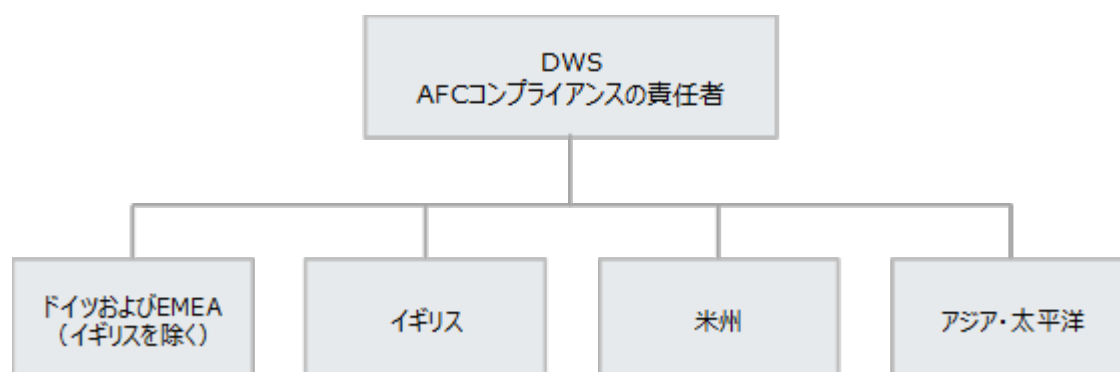 DWS
AFCコンプライアンスの責任者
ドイツおよびEMEA
（イギリスを除く）
イギリス
米州
アジア・太平洋